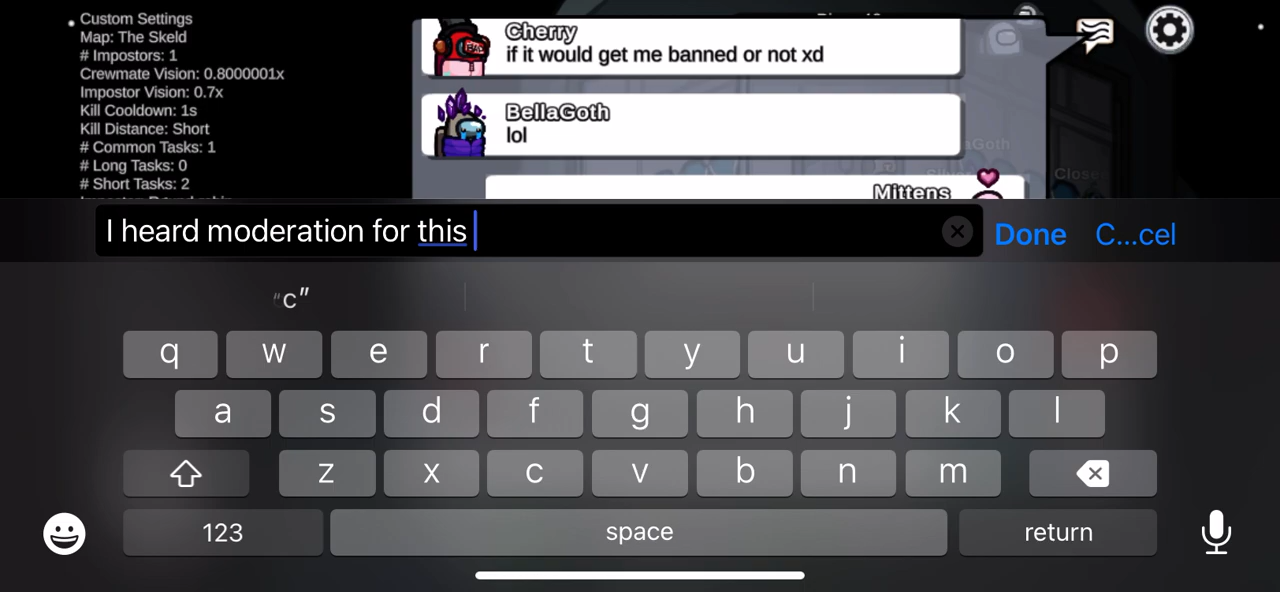 Custom Settings
Map: The Skeld
# Impostors: 1
Crewmate Vision: 0.8000001x
Impostor Vision: 0.7x
Kill Cooldown: 1s
Kill Distance: Short
# Common Tasks: 1
# Long Tasks: 0
# Short Tasks: 2
Cherry
if it would get me banned or not xd
BellaGoth
lol
Mittens
I heard moderation for this
Done
C...cel
“c”
q w e r t y u i o p
a s d f g h j k l
z x c v b n m
123
space
return